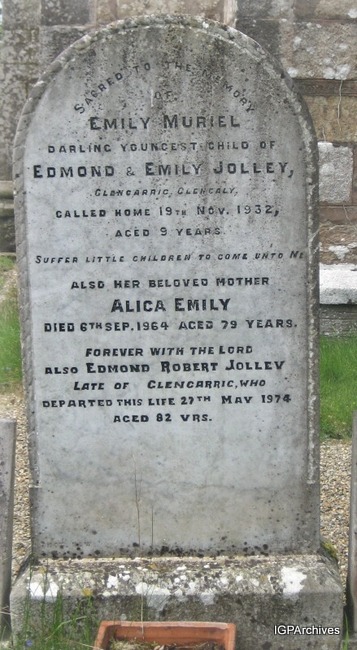 Sacred to the Memory
OF
Emily Muriel
DARLING YOUNGEST CHILD OF
Edmond & Emily Jolley,
Glencarric, Glenealy.
CALLED HOME 19TH Nov. 1932,
AGED 9 YEARS
Suffer little children to come unto Me
ALSO HER BELOVED MOTHER
Alica Emily
DIED 6TH SEP. 1964 AGED 79 YEARS.
FOREVER WITH THE LORD
ALSO EDMOND ROBERT JOLLEY
LATE OF GLENCARRIC, WHO
DEPARTED THIS LIFE 27TH MAY 1974
AGED 82 YRS.
IGPArchives